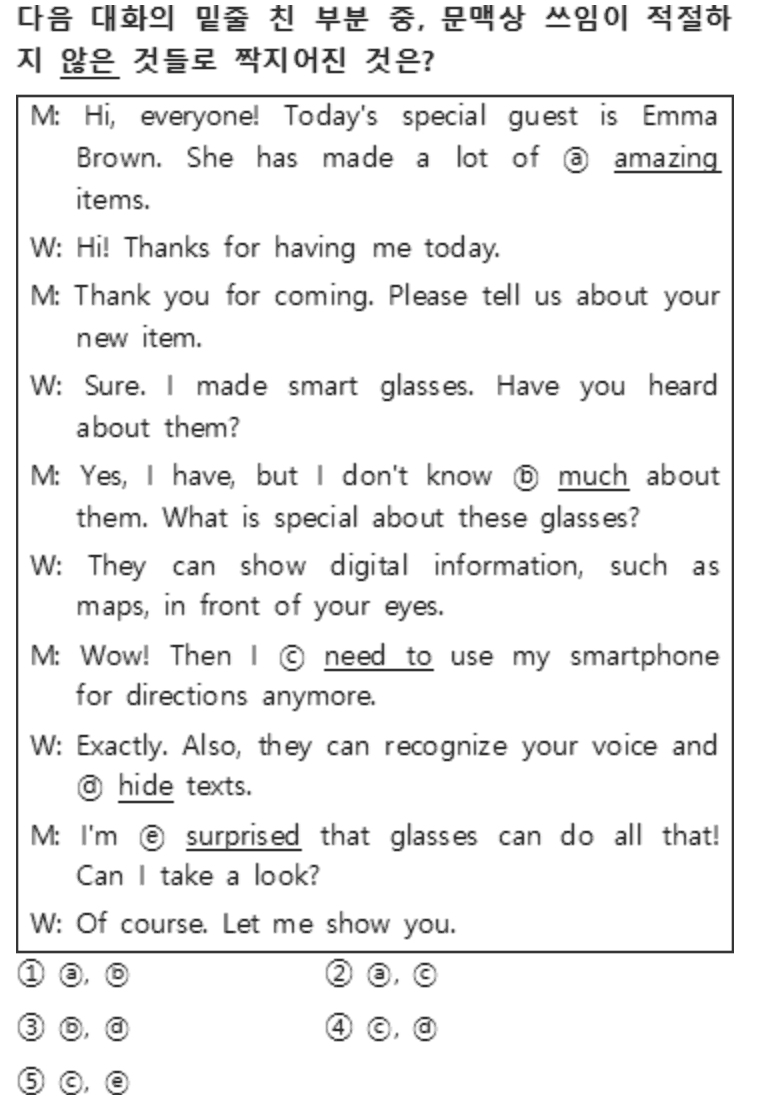 다음 대화의 밑줄 친 부분 중, 문맥상 쓰임이 적절하
지 않은 것들로 짝지어진 것은?
M: Hi, everyone! Today's special guest is Emma
Brown. She has made a lot of ⓐ amazing
items.
W: Hi! Thanks for having me today.
M: Thank you for coming. Please tell us about your
new item.
W: Sure. I made smart glasses. Have you heard
about them?
M: Yes, I have, but I don't know ⓑ much about
them. What is special about these glasses?
W: They can show digital information, such as
maps, in front of your eyes.
M: Wow! Then I ⓒ need to use my smartphone
for directions anymore.
W: Exactly. Also, they can recognize your voice and
ⓓ hide texts.
M: I'm ⓔ surprised that glasses can do all that!
Can I take a look?
W: Of course. Let me show you.
① ⓐ, ⓑ ② ⓐ, ⓒ
③ ⓑ, ⓓ ④ ⓒ, ⓓ
⑤ ⓒ, ⓔ